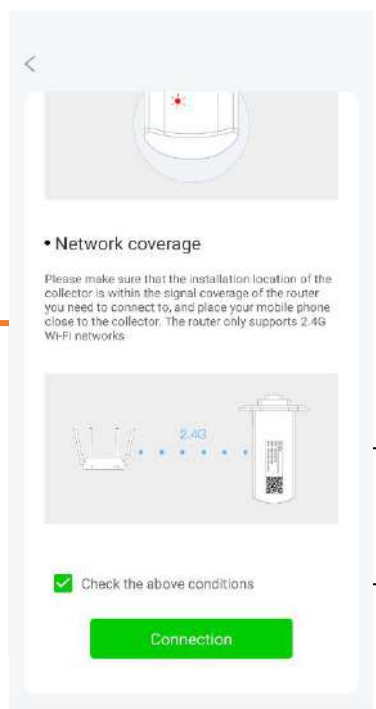 • Network coverage
Please make sure that the installation location of the
collector is within the signal coverage of the router
you need to connect to, and place your mobile phone
close to the collector. The router only supports 2.4G
Wi-Fi networks
2.4G
Check the above conditions
Connection